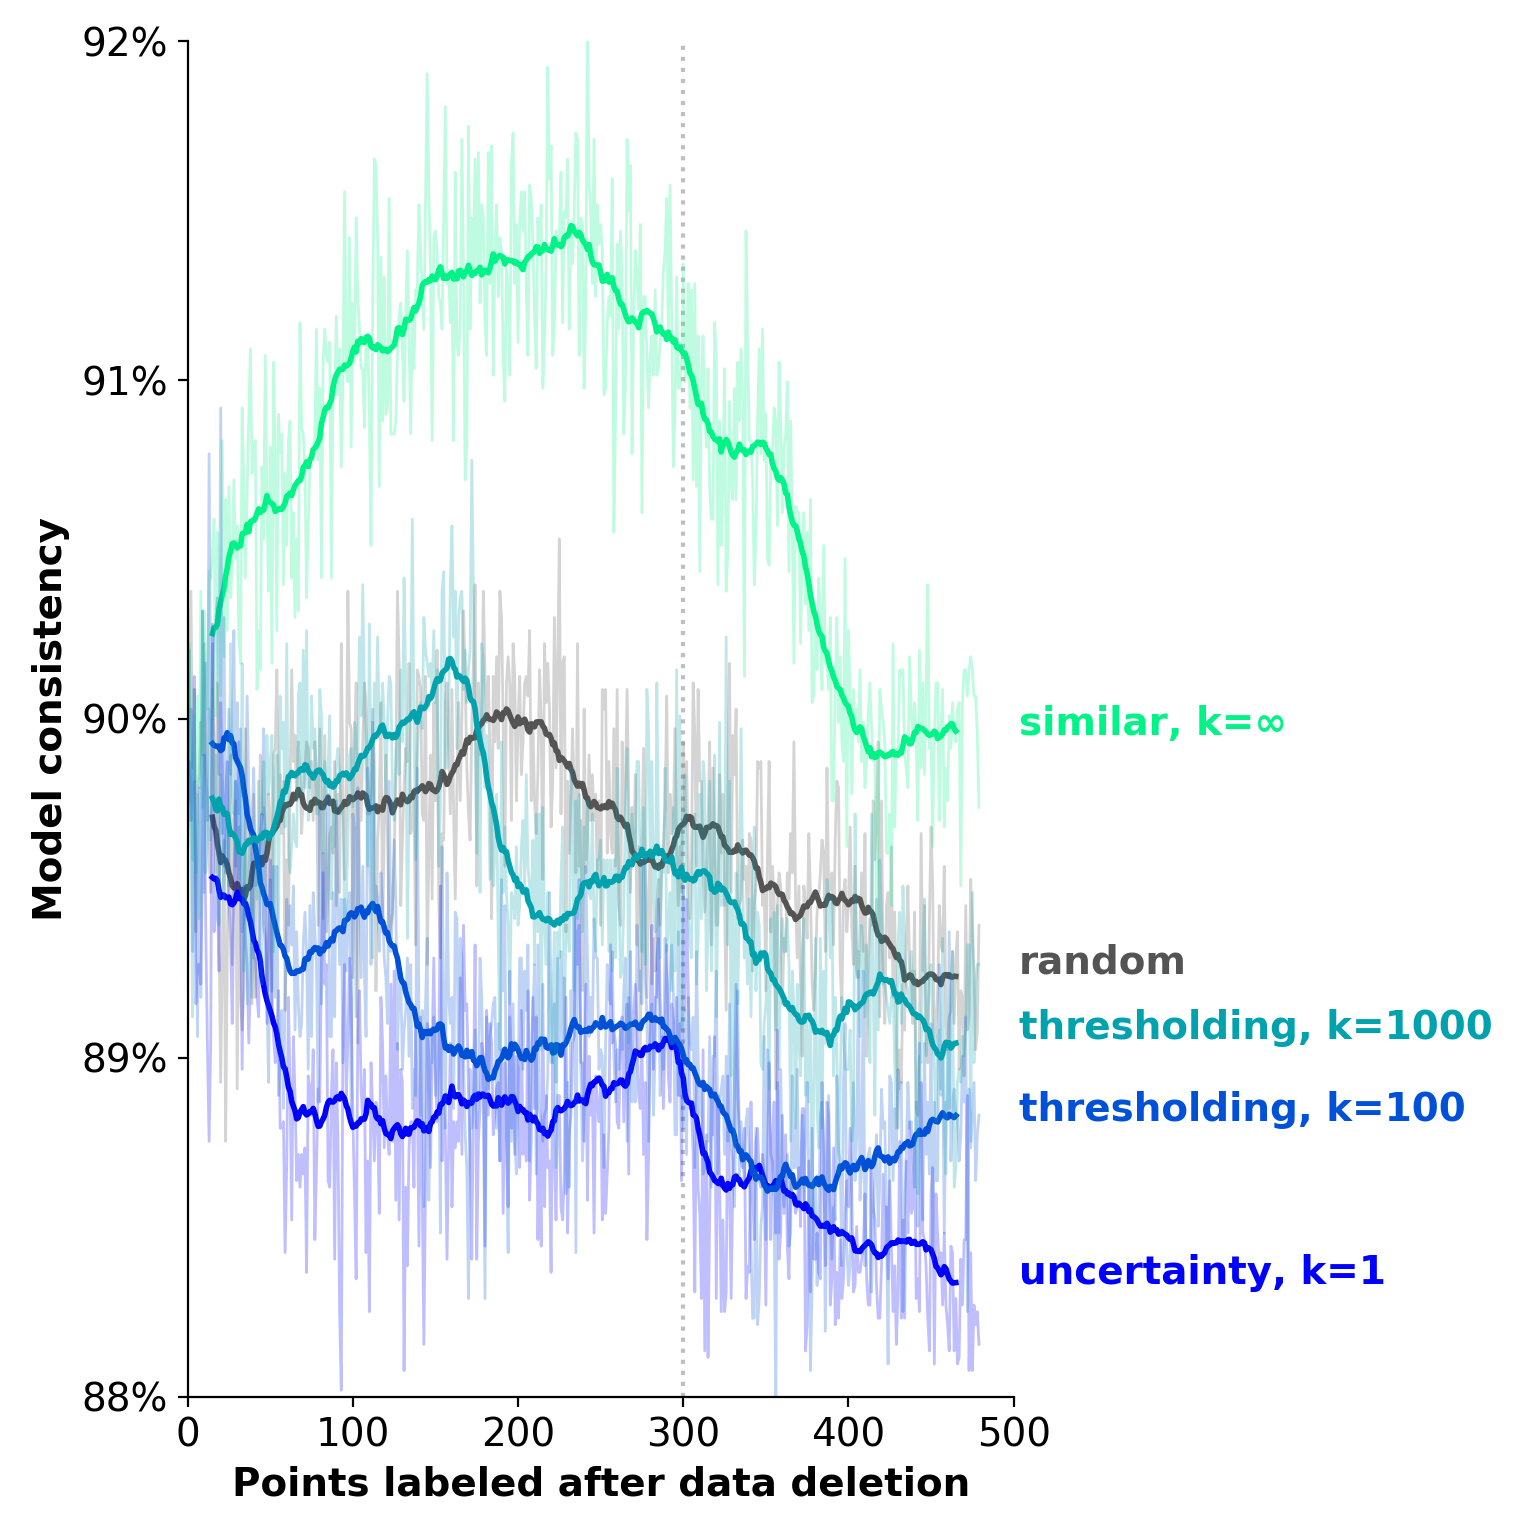 92%
91%
90%
89%
88%
Model consistency
0 100 200 300 400 500
Points labeled after data deletion
similar, k=∞
random
thresholding, k=1000
thresholding, k=100
uncertainty, k=1